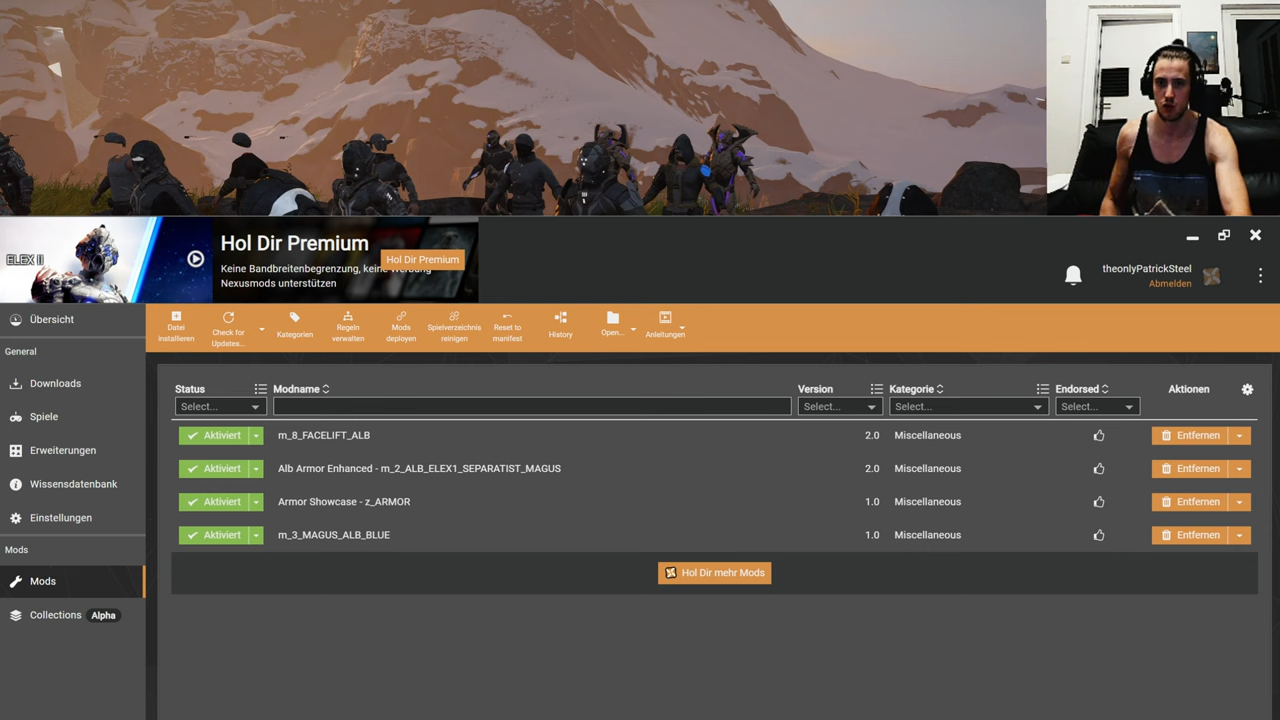 ELEX II
Hol Dir Premium
Hol Dir Premium
Keine Bandbreitenbegrenzung, keine Werbung
Nexusmods unterstützen
theonlyPatrickSteel
Abmelden
Übersicht
General
Downloads
Spiele
Erweiterungen
Wissensdatenbank
Einstellungen
Mods
Mods
Collections Alpha
Datei
installieren
Check for
Updates...
Kategorien
Regeln
verwalten
Mods
deployen
Spielverzeichnis
reinigen
Reset to
manifest
History
Open...
Anleitungen
Status Modname Version Kategorie Endorsed Aktionen
Select... Select... Select... Select...
Aktiviert m_8_FACELIFT_ALB 2.0 Miscellaneous Entfernen
Aktiviert Alb Armor Enhanced - m_2_ALB_ELEX1_SEPARATIST_MAGUS 2.0 Miscellaneous Entfernen
Aktiviert Armor Showcase - z_ARMOR 1.0 Miscellaneous Entfernen
Aktiviert m_3_MAGUS_ALB_BLUE 1.0 Miscellaneous Entfernen
Hol Dir mehr Mods